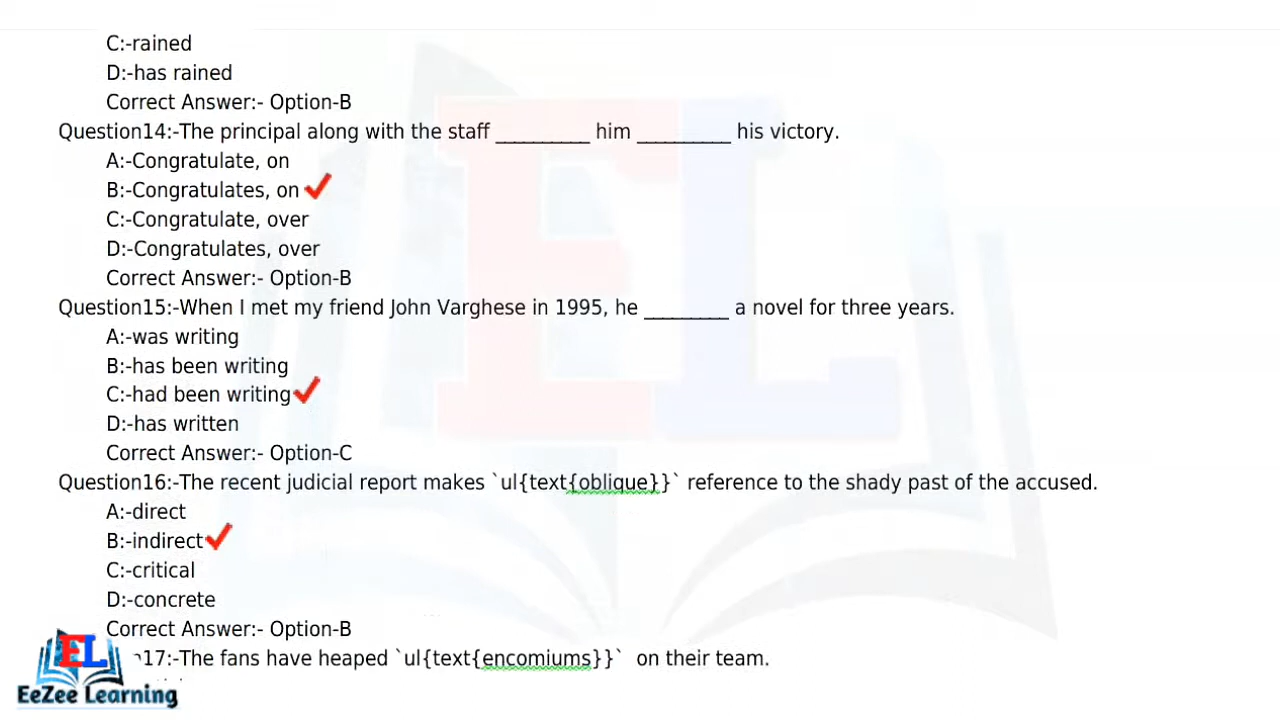 C:-rained
D:-has rained
Correct Answer:- Option-B
Question14:-The principal along with the staff __________ him __________ his victory.
A:-Congratulate, on
B:-Congratulates, on
C:-Congratulate, over
D:-Congratulates, over
Correct Answer:- Option-B
Question15:-When I met my friend John Varghese in 1995, he _________ a novel for three years.
A:-was writing
B:-has been writing
C:-had been writing
D:-has written
Correct Answer:- Option-C
Question16:-The recent judicial report makes `ul{text{oblique}}` reference to the shady past of the accused.
A:-direct
B:-indirect
C:-critical
D:-concrete
Correct Answer:- Option-B
17:-The fans have heaped `ul{text{encomiums}}` on their team.
EL
EeZee Learning